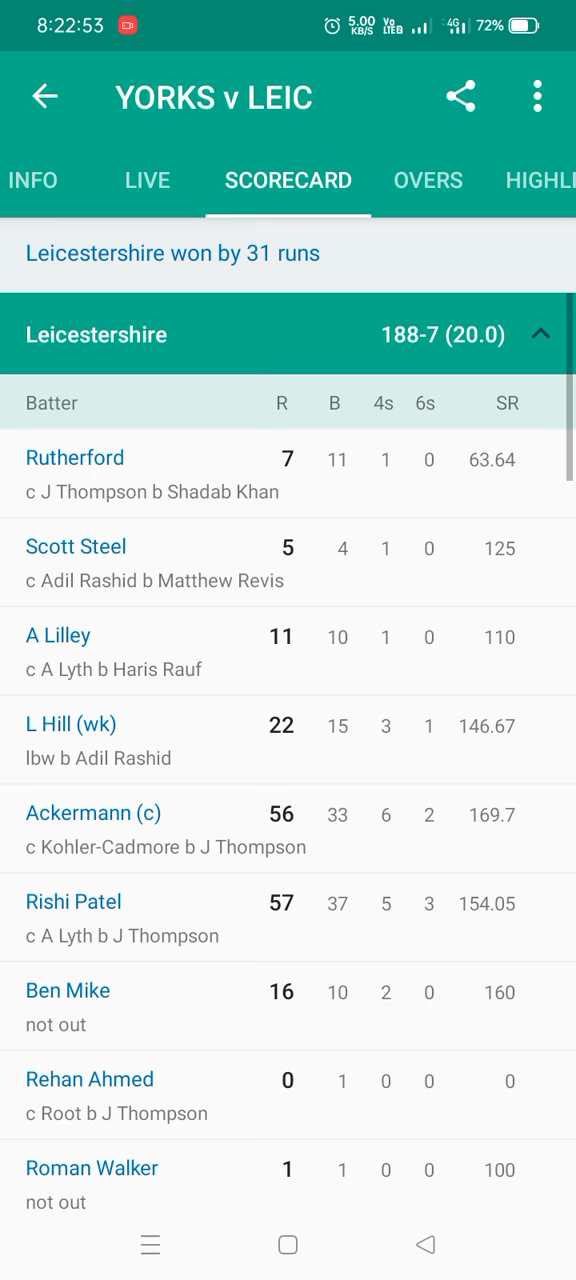 8:22:53 5.00 KB/S Vo LTE2 4G 72%
YORKS v LEIC
INFO LIVE SCORECARD OVERS HIGHLI
Leicestershire won by 31 runs
Leicestershire 188-7 (20.0)
Batter R B 4s 6s SR
Rutherford 7 11 1 0 63.64
c J Thompson b Shadab Khan
Scott Steel 5 4 1 0 125
c Adil Rashid b Matthew Revis
A Lilley 11 10 1 0 110
c A Lyth b Haris Rauf
L Hill (wk) 22 15 3 1 146.67
lbw b Adil Rashid
Ackermann (c) 56 33 6 2 169.7
c Kohler-Cadmore b J Thompson
Rishi Patel 57 37 5 3 154.05
c A Lyth b J Thompson
Ben Mike 16 10 2 0 160
not out
Rehan Ahmed 0 1 0 0 0
c Root b J Thompson
Roman Walker 1 1 0 0 100
not out